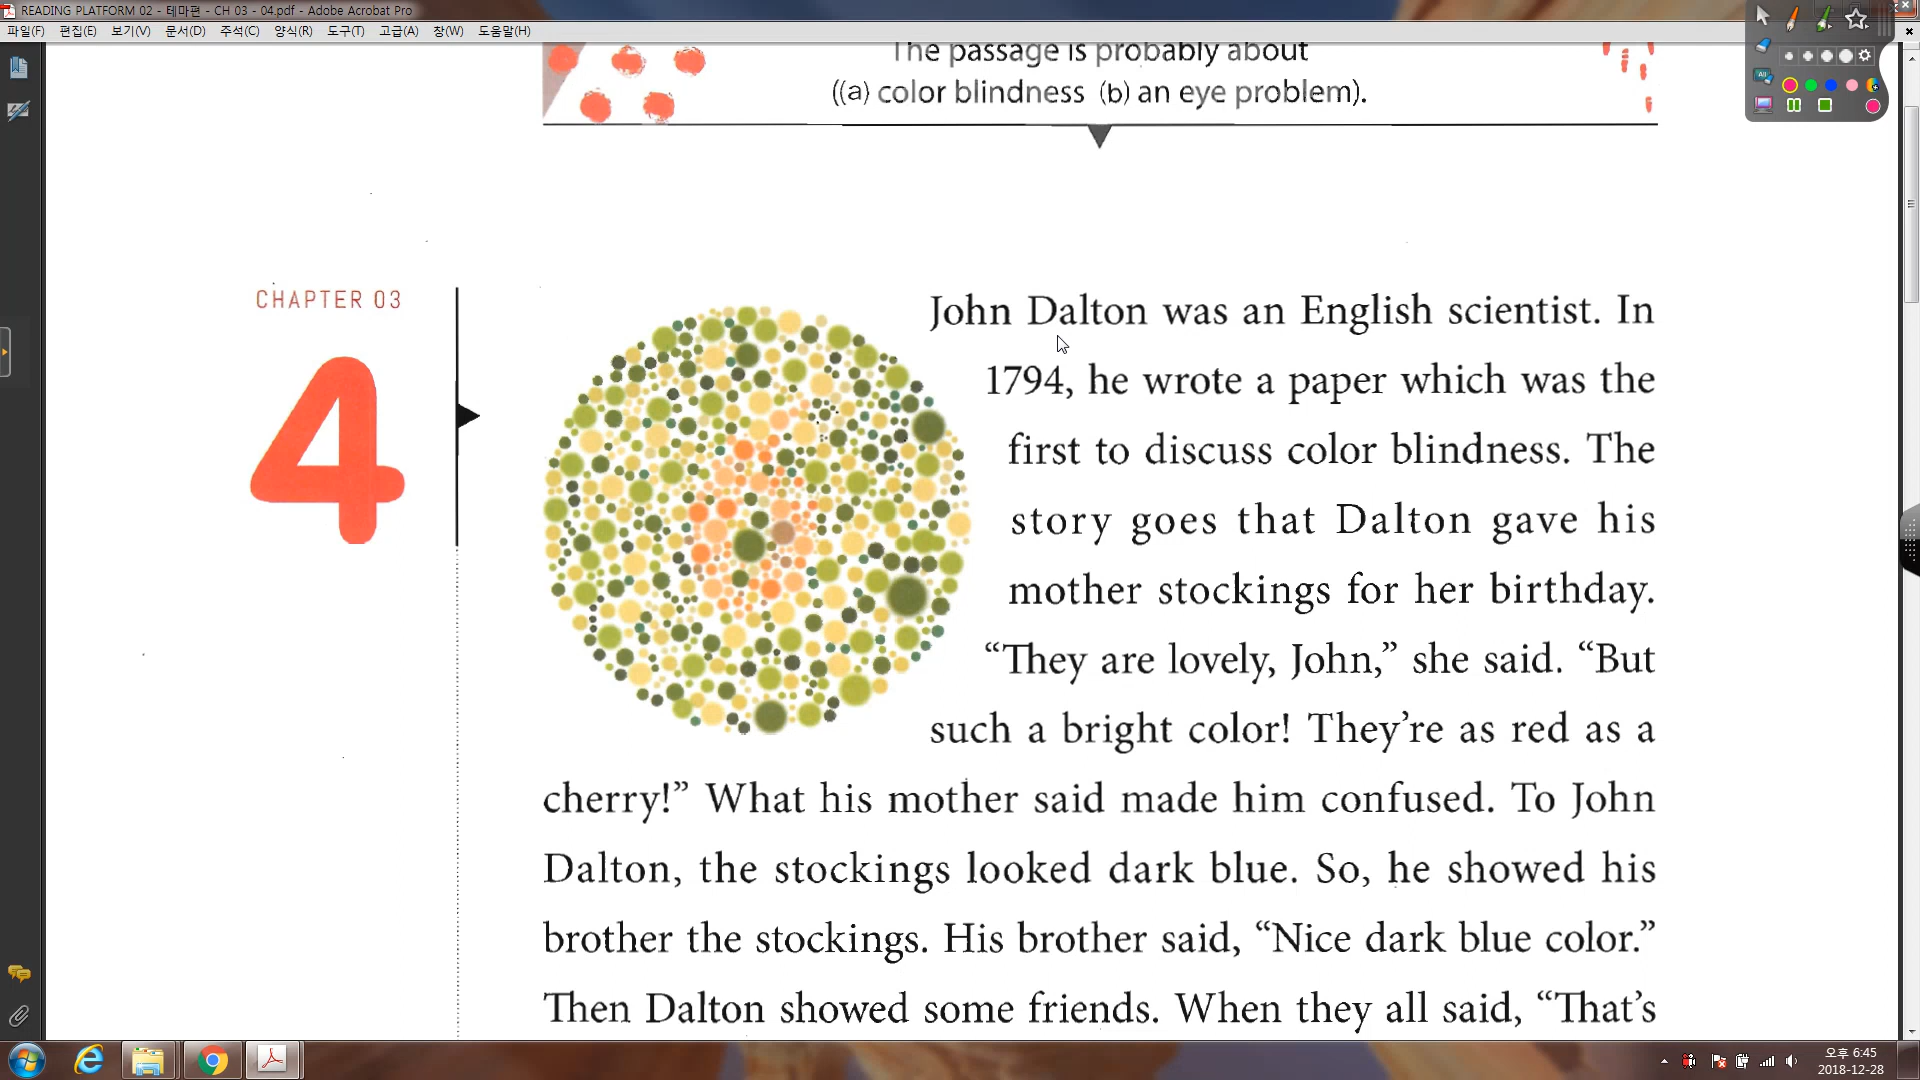 READING PLATFORM 02 - 테마편 - CH 03 - 04.pdf - Adobe Acrobat Pro
파일(F) 편집(E) 보기(V) 문서(D) 주석(C) 양식(R) 도구(T) 고급(A) 창(W) 도움말(H)
The passage is probably about
((a) color blindness (b) an eye problem).
CHAPTER 03
4
John Dalton was an English scientist. In
1794, he wrote a paper which was the
first to discuss color blindness. The
story goes that Dalton gave his
mother stockings for her birthday.
“They are lovely, John,” she said. “But
such a bright color! They’re as red as a
cherry!” What his mother said made him confused. To John
Dalton, the stockings looked dark blue. So, he showed his
brother the stockings. His brother said, “Nice dark blue color.”
Then Dalton showed some friends. When they all said, “That’s
오후 6:45
2018-12-28